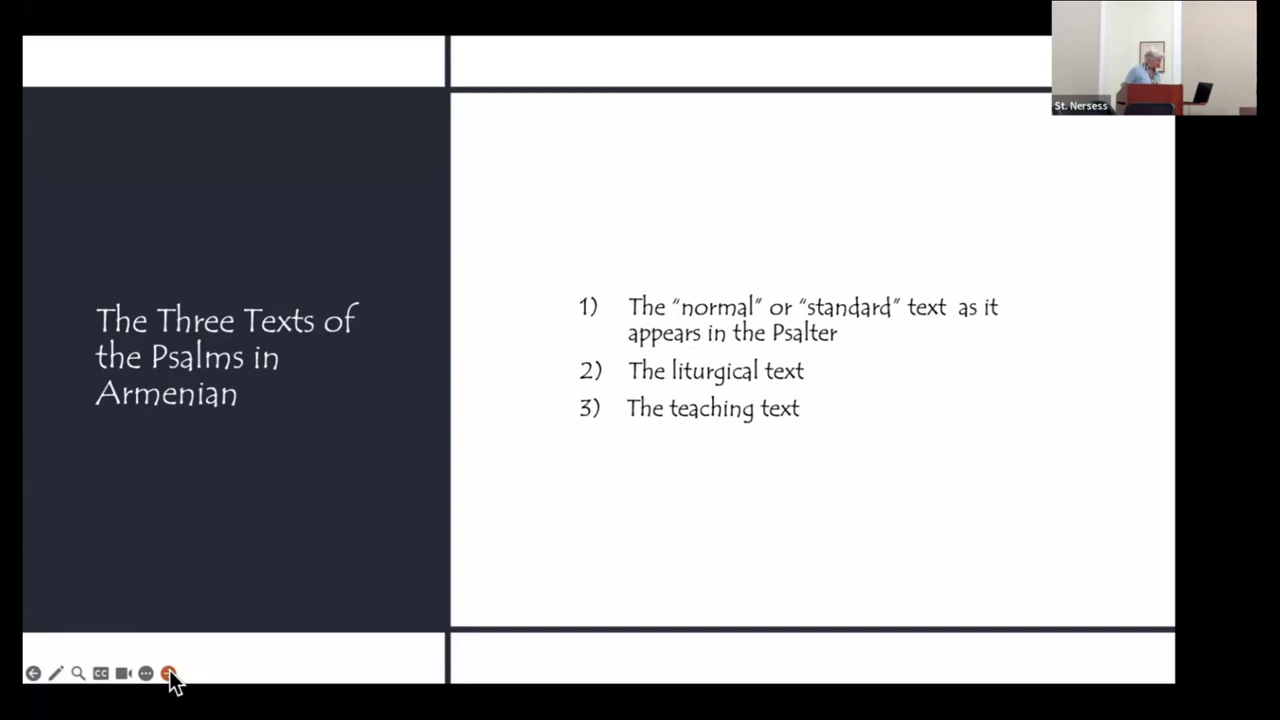 St. Nersess
The Three Texts of
the Psalms in
Armenian
1) The “normal” or “standard” text as it
appears in the Psalter
2) The liturgical text
3) The teaching text
CC